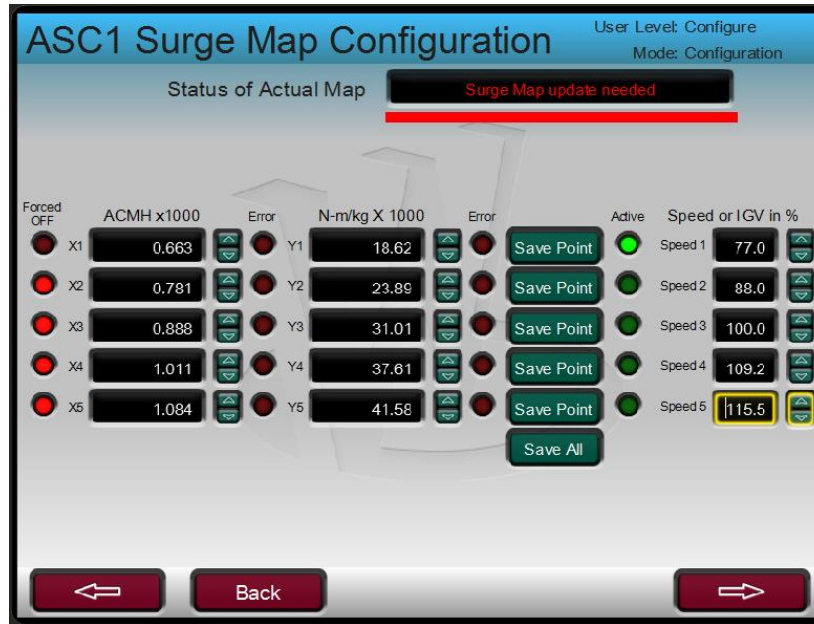 ASC1 Surge Map Configuration
User Level: Configure
Mode: Configuration
Status of Actual Map Surge Map update needed
Forced OFF ACMH x1000 Error N-m/kg X 1000 Error Active Speed or IGV in %
X1 0.663 Y1 18.62 Save Point Speed 1 77.0
X2 0.781 Y2 23.89 Save Point Speed 2 88.0
X3 0.888 Y3 31.01 Save Point Speed 3 100.0
X4 1.011 Y4 37.61 Save Point Speed 4 109.2
X5 1.084 Y5 41.58 Save Point Speed 5 115.5
Save All
Back